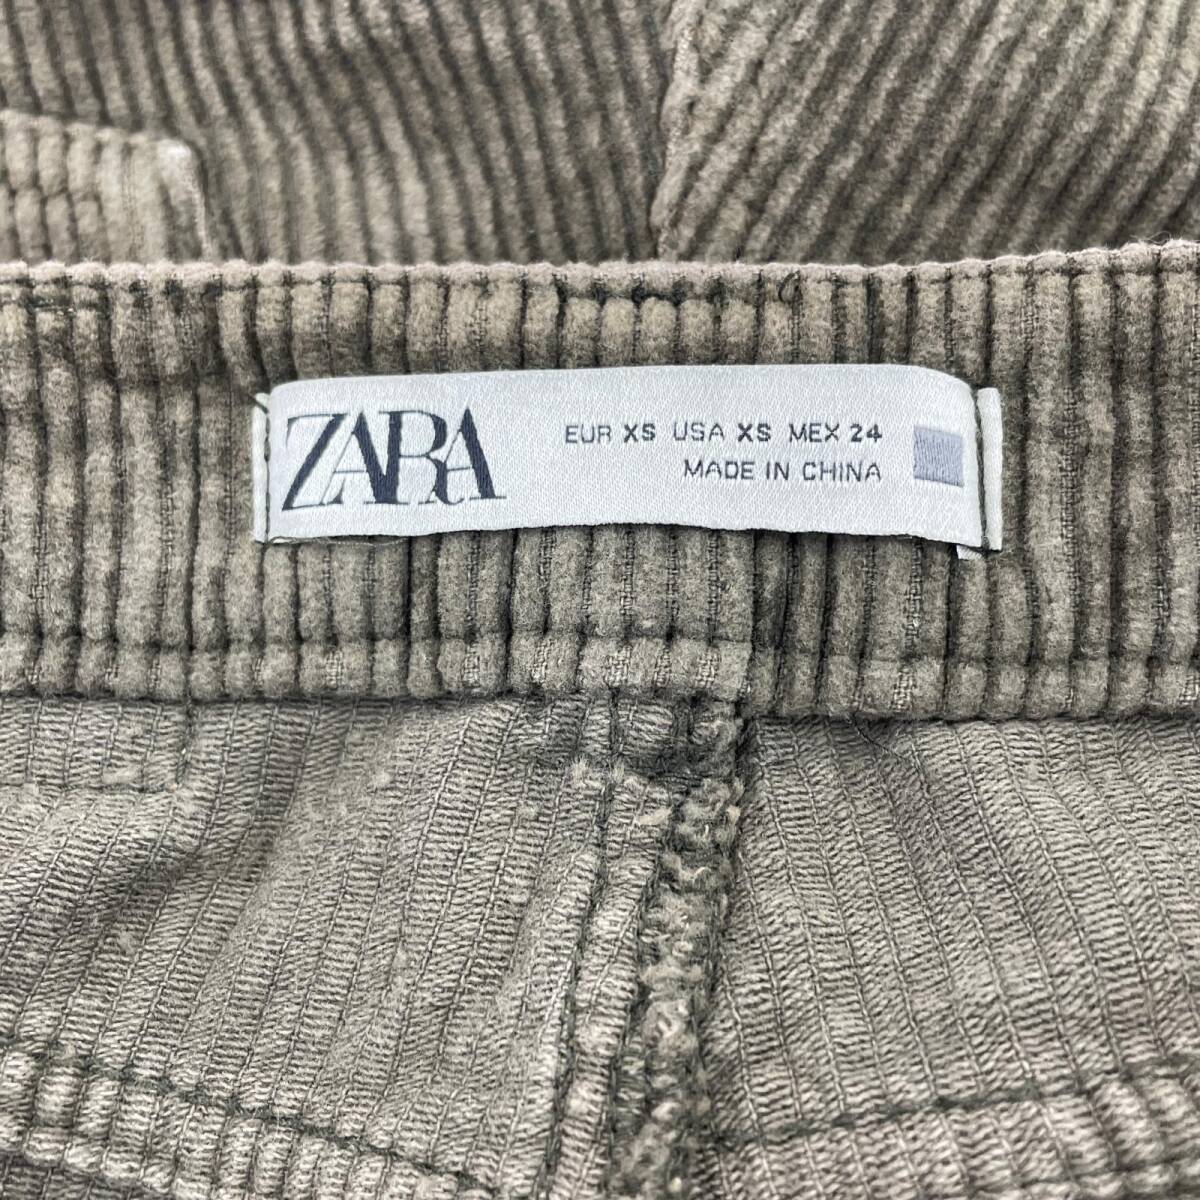 ZARA
EUR XS USA XS MEX 24
MADE IN CHINA